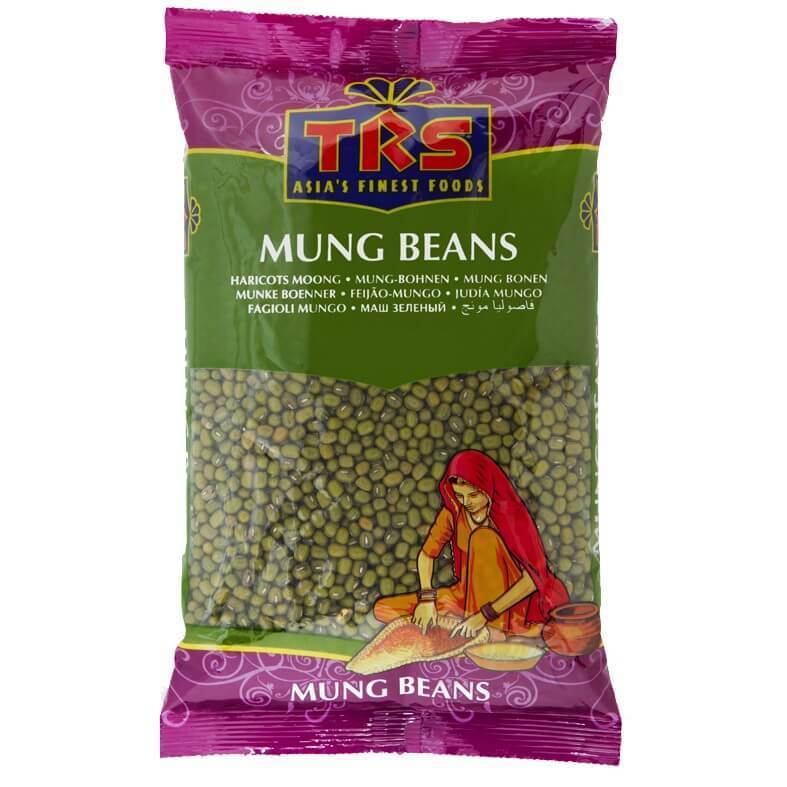 TRS
ASIA'S FINEST FOODS
MUNG BEANS
HARICOTS MOONG • MUNG-BOHNEN • MUNG BONEN
MUNKE BOENNER • FEIJÃO-MUNGO • JUDÍA MUNGO
FAGIOLI MUNGO • МАШ ЗЕЛЕНЫЙ • فاصوليا مونج
MUNG BEANS